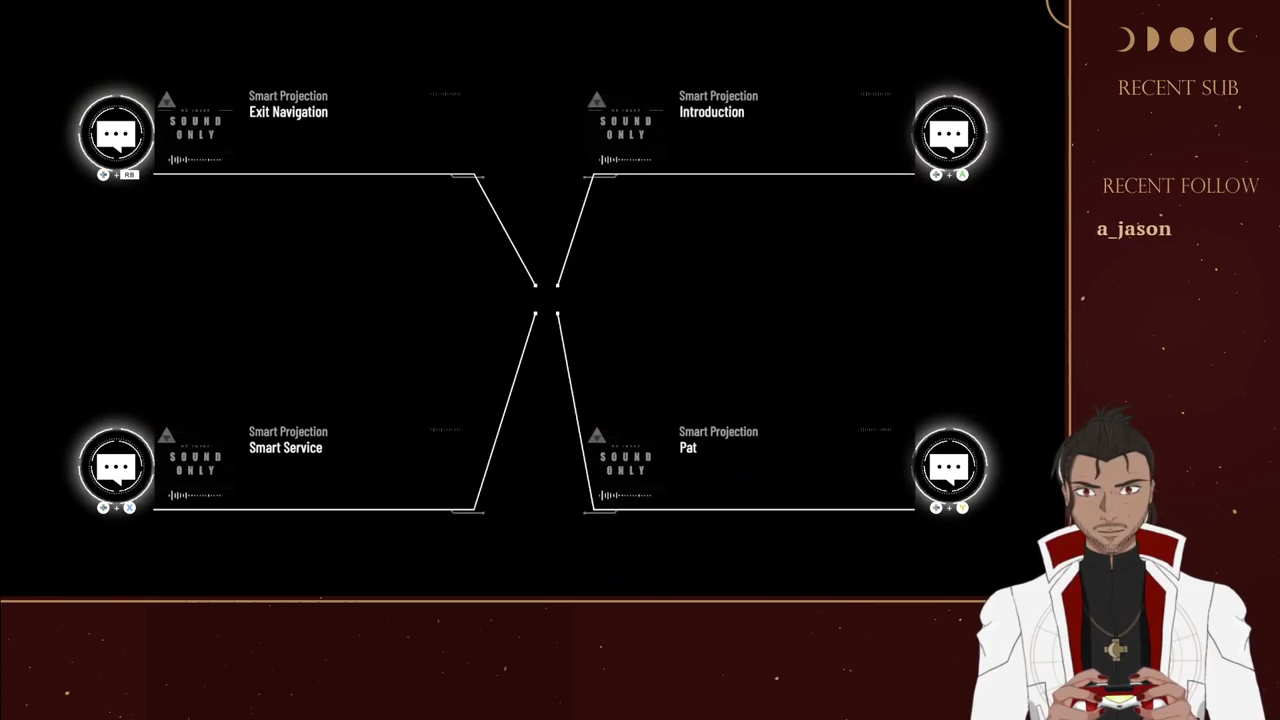 Smart Projection
Exit Navigation
SOUND
ONLY
+ RB
Smart Projection
Introduction
SOUND
ONLY
+ A
Smart Projection
Smart Service
SOUND
ONLY
+ X
Smart Projection
Pat
SOUND
ONLY
+ Y
RECENT SUB
RECENT FOLLOW
a_jason